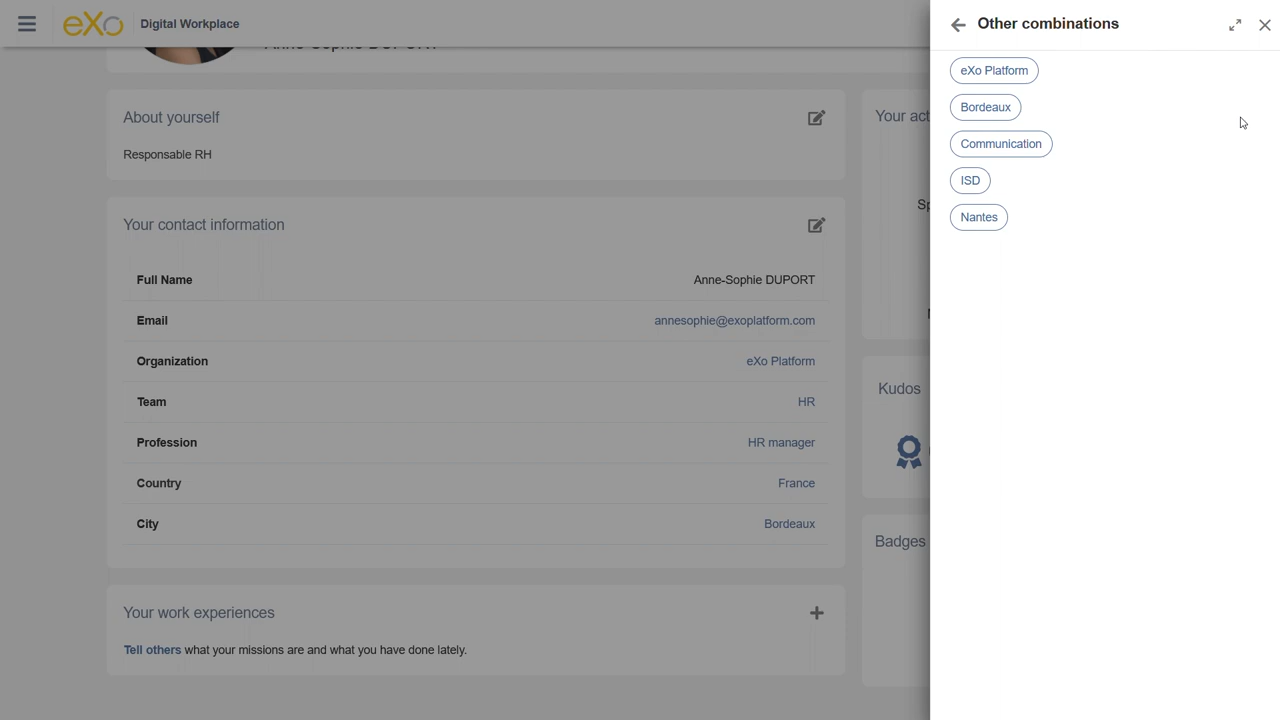 eXo Digital Workplace
Anne-Sophie DUPORT
About yourself
Responsable RH
Your contact information
Full Name Anne-Sophie DUPORT
Email annesophie@exoplatform.com
Organization eXo Platform
Team HR
Profession HR manager
Country France
City Bordeaux
Your work experiences
Tell others what your missions are and what you have done lately.
Your
Kudos
Badges
Other combinations
eXo Platform
Bordeaux
Communication
ISD
Nantes